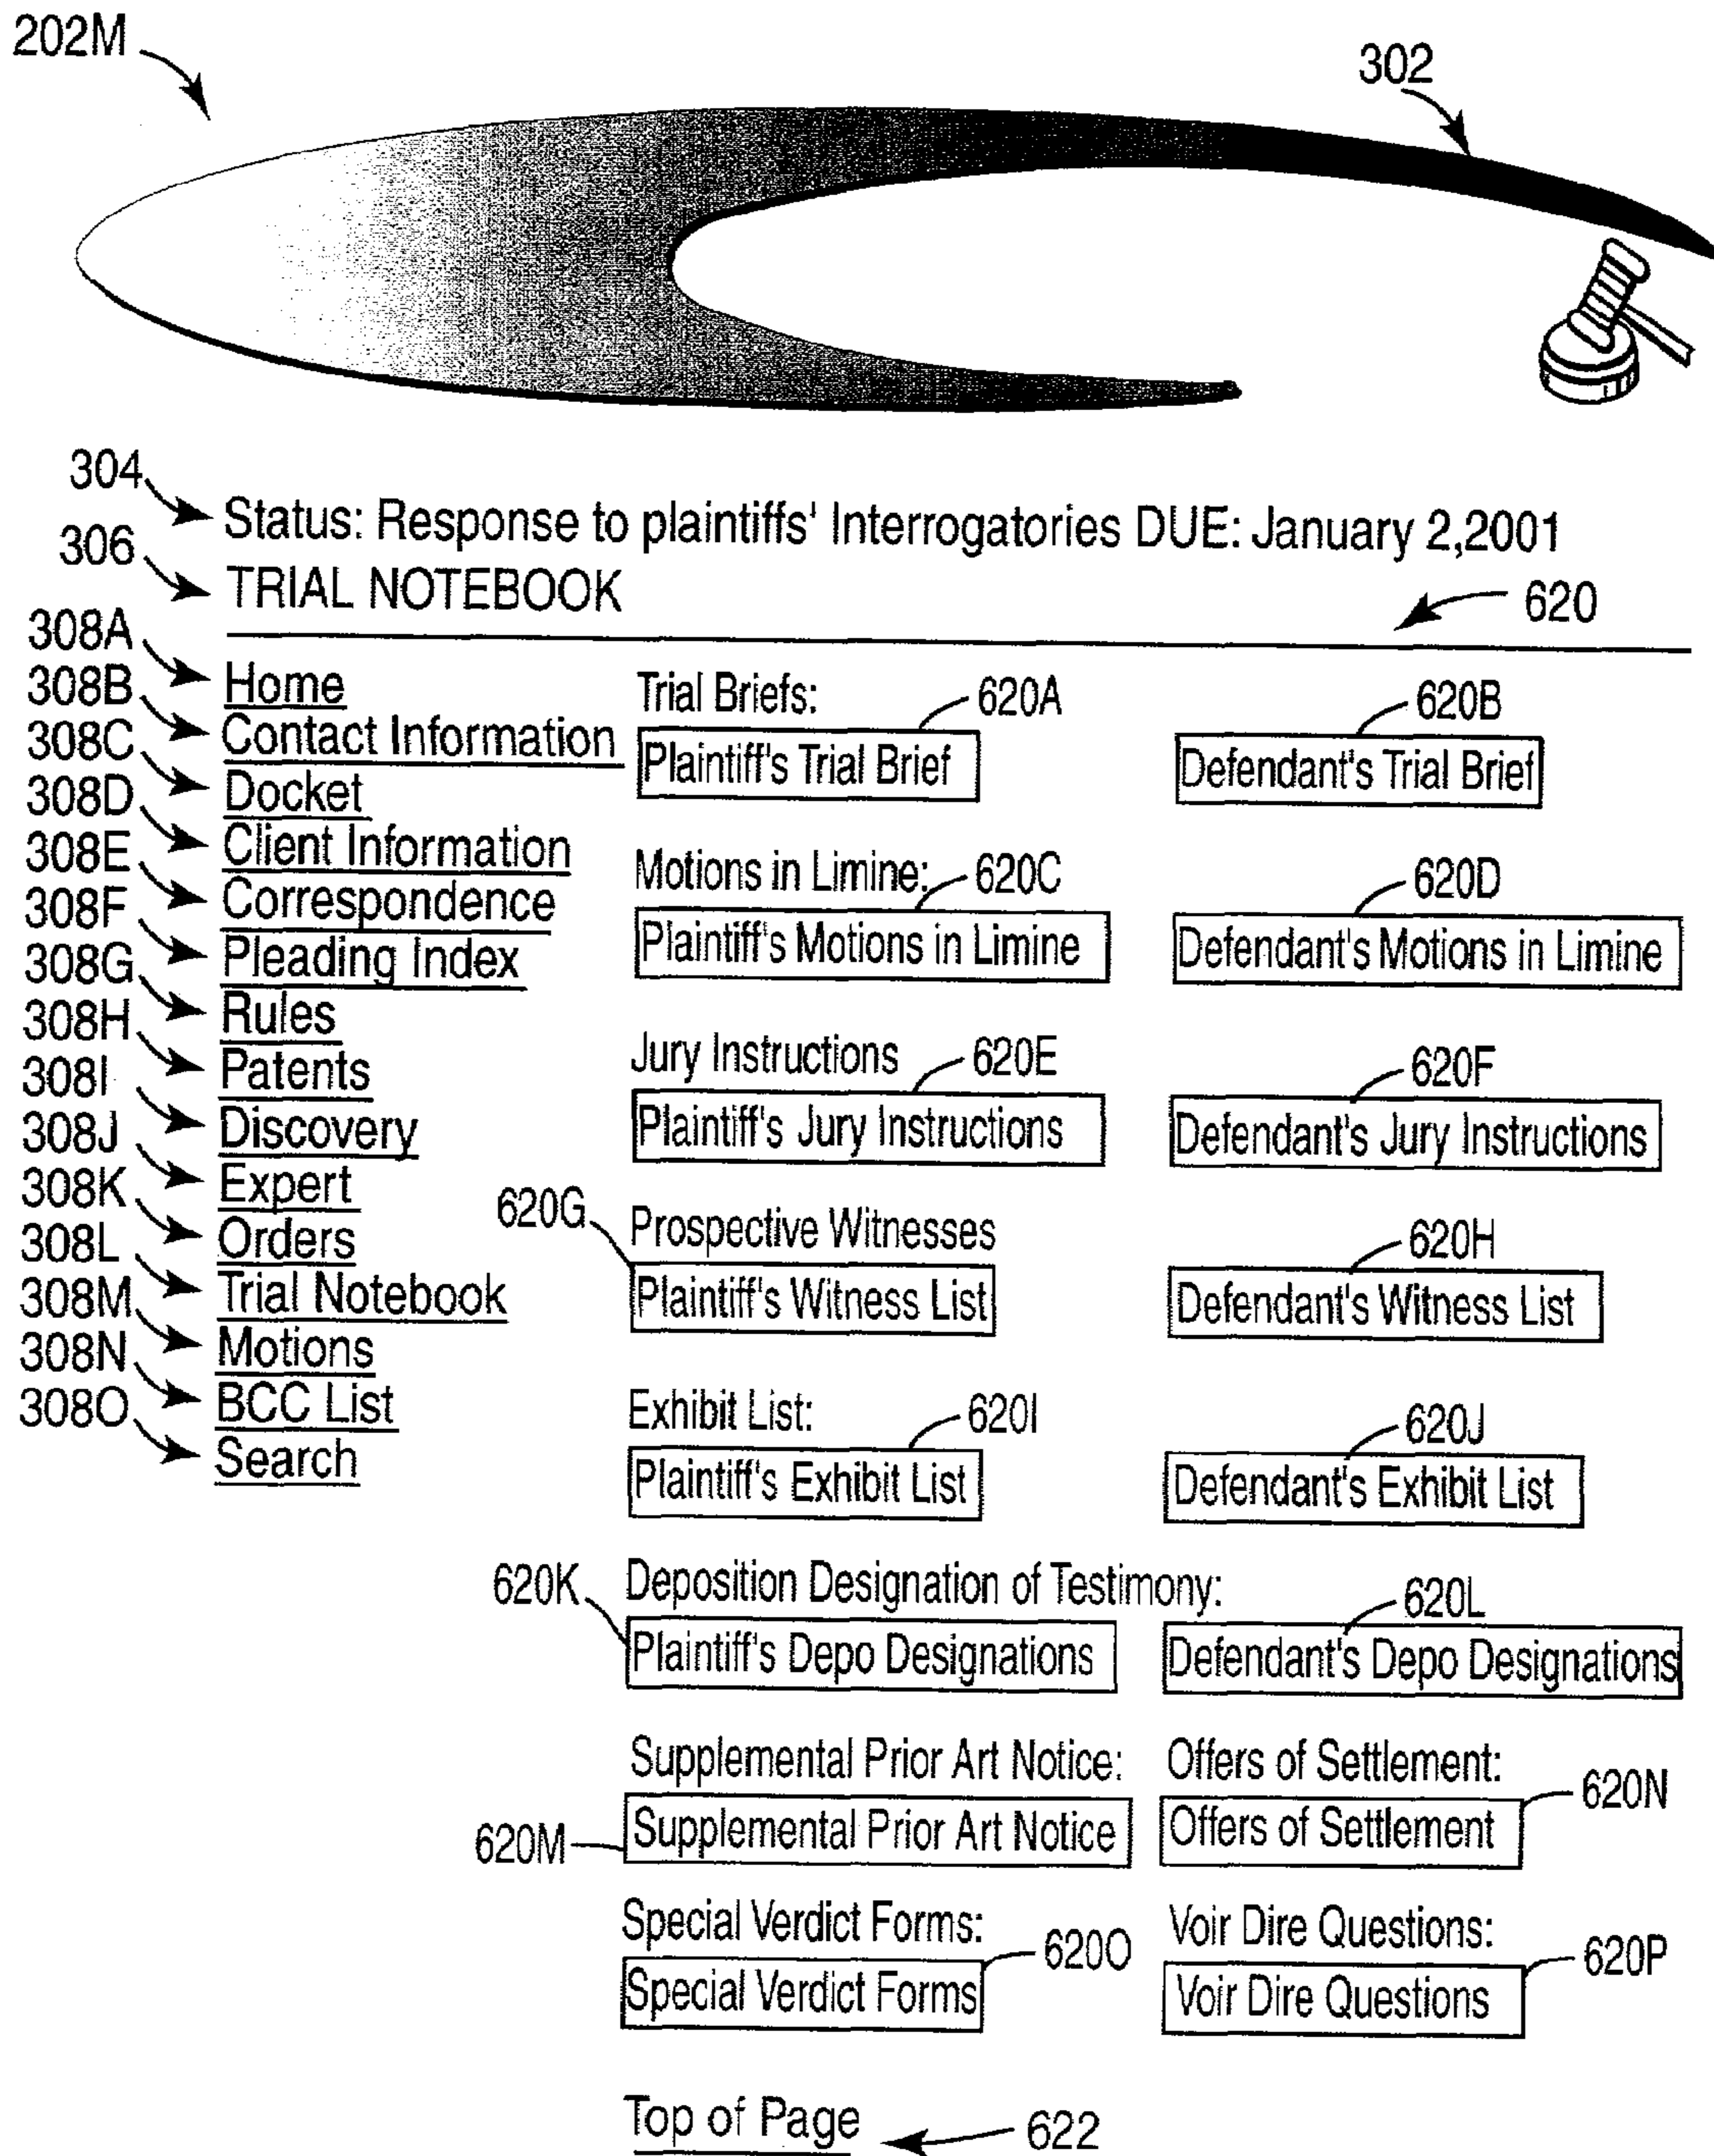 202M
302
304
Status: Response to plaintiffs' Interrogatories DUE: January 2,2001
306
TRIAL NOTEBOOK
620
308A
Home
308B
Contact Information
308C
Docket
308D
Client Information
308E
Correspondence
308F
Pleading Index
308G
Rules
308H
Patents
308I
Discovery
308J
Expert
308K
Orders
308L
Trial Notebook
308M
Motions
308N
BCC List
308O
Search
Trial Briefs:
620A
620B
Plaintiff's Trial Brief
Defendant's Trial Brief
Motions in Limine:
620C
620D
Plaintiff's Motions in Limine
Defendant's Motions in Limine
Jury Instructions
620E
620F
Plaintiff's Jury Instructions
Defendant's Jury Instructions
620G
Prospective Witnesses
620H
Plaintiff's Witness List
Defendant's Witness List
Exhibit List:
620I
620J
Plaintiff's Exhibit List
Defendant's Exhibit List
620K
Deposition Designation of Testimony:
620L
Plaintiff's Depo Designations
Defendant's Depo Designations
Supplemental Prior Art Notice:
Offers of Settlement:
620M
Supplemental Prior Art Notice
Offers of Settlement
620N
Special Verdict Forms:
Voir Dire Questions:
620O
620P
Special Verdict Forms
Voir Dire Questions
Top of Page
622